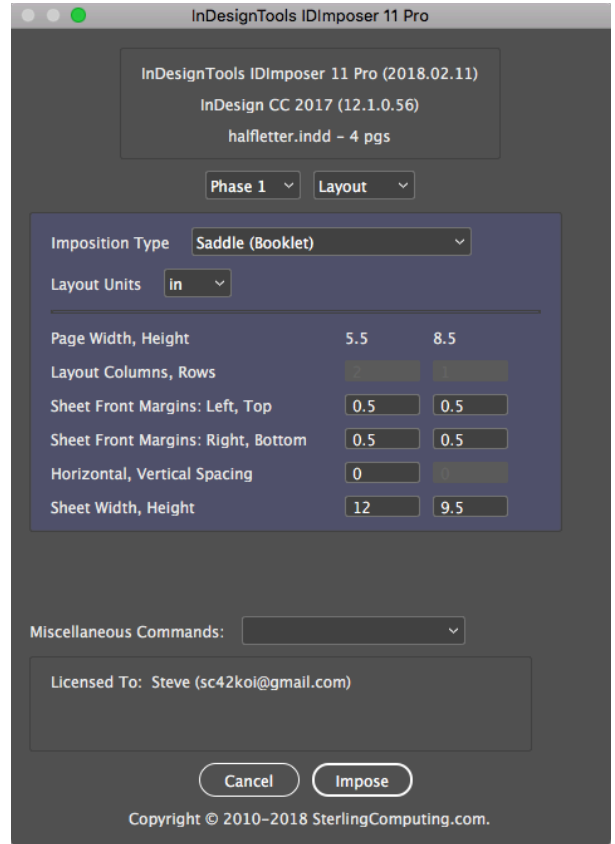 InDesignTools IDImposer 11 Pro
InDesignTools IDImposer 11 Pro (2018.02.11)
InDesign CC 2017 (12.1.0.56)
halfletter.indd - 4 pgs
Phase 1 Layout
Imposition Type Saddle (Booklet)
Layout Units in
Page Width, Height 5.5 8.5
Layout Columns, Rows 2 1
Sheet Front Margins: Left, Top 0.5 0.5
Sheet Front Margins: Right, Bottom 0.5 0.5
Horizontal, Vertical Spacing 0 0
Sheet Width, Height 12 9.5
Miscellaneous Commands:
Licensed To: Steve (sc42koi@gmail.com)
Cancel Impose
Copyright © 2010-2018 SterlingComputing.com.